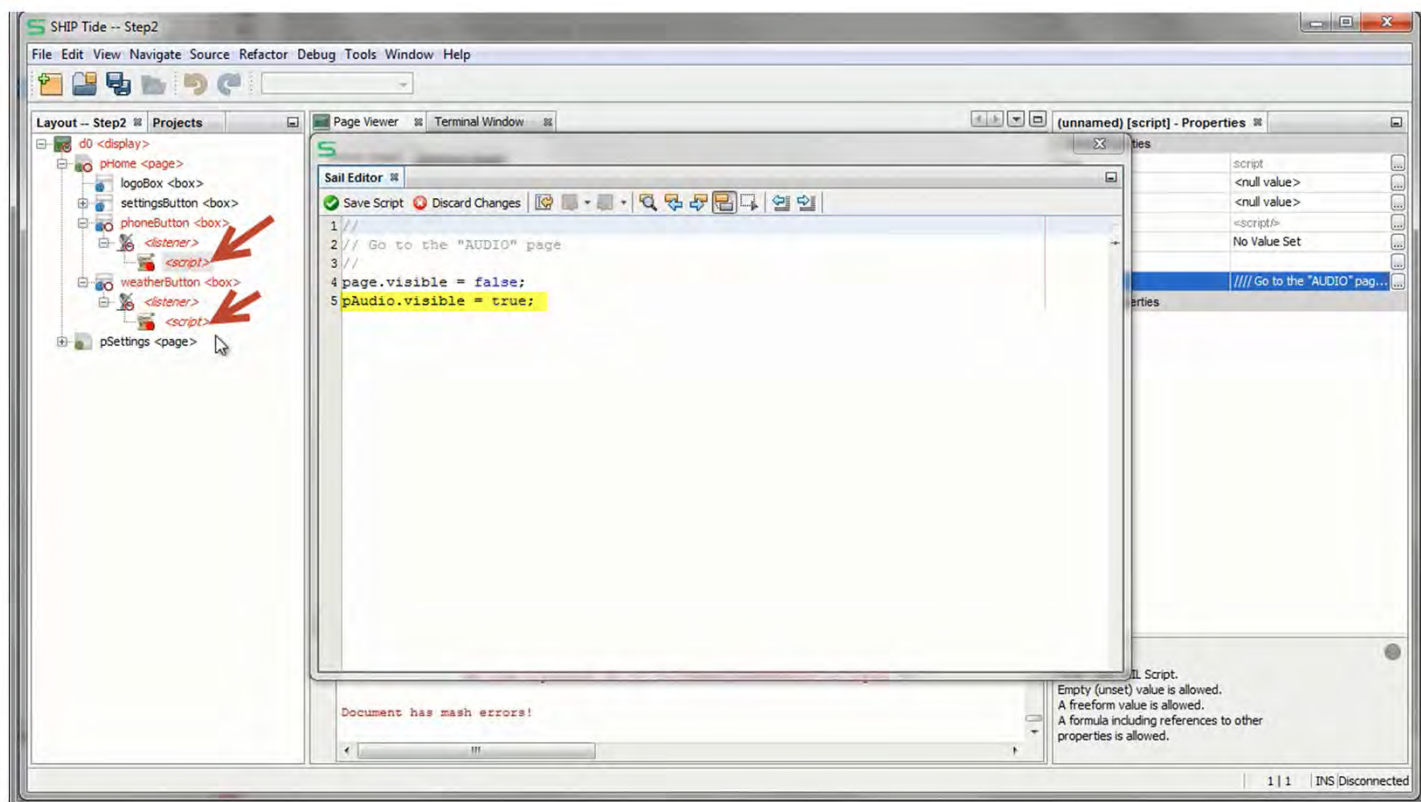 SHIP Tide -- Step2
File Edit View Navigate Source Refactor Debug Tools Window Help
Layout -- Step2 Projects
d0 <display>
pHome <page>
logoBox <box>
settingsButton <box>
phoneButton <box>
<listener>
<script>
weatherButton <box>
<listener>
<script>
pSettings <page>
Page Viewer Terminal Window
Sail Editor
Save Script Discard Changes
1 //
2 // Go to the "AUDIO" page
3 //
4 page.visible = false;
5 pAudio.visible = true;
Document has mash errors!
(unnamed) [script] - Properties
ties
script
<null value>
<null value>
<script/>
No Value Set
//// Go to the "AUDIO" pag...
erties
IL Script.
Empty (unset) value is allowed.
A freeform value is allowed.
A formula including references to other
properties is allowed.
1 | 1 INS Disconnected